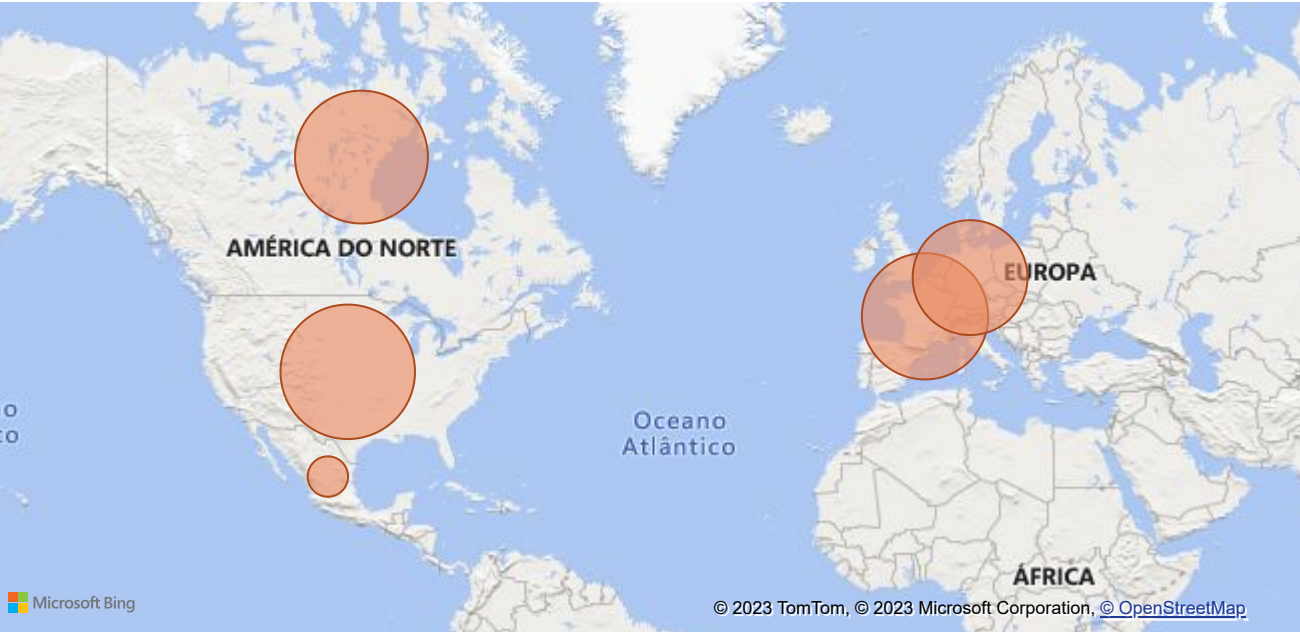 AMÉRICA DO NORTE
EUROPA
Oceano
Atlântico
ÁFRICA
Microsoft Bing
© 2023 TomTom, © 2023 Microsoft Corporation, © OpenStreetMap